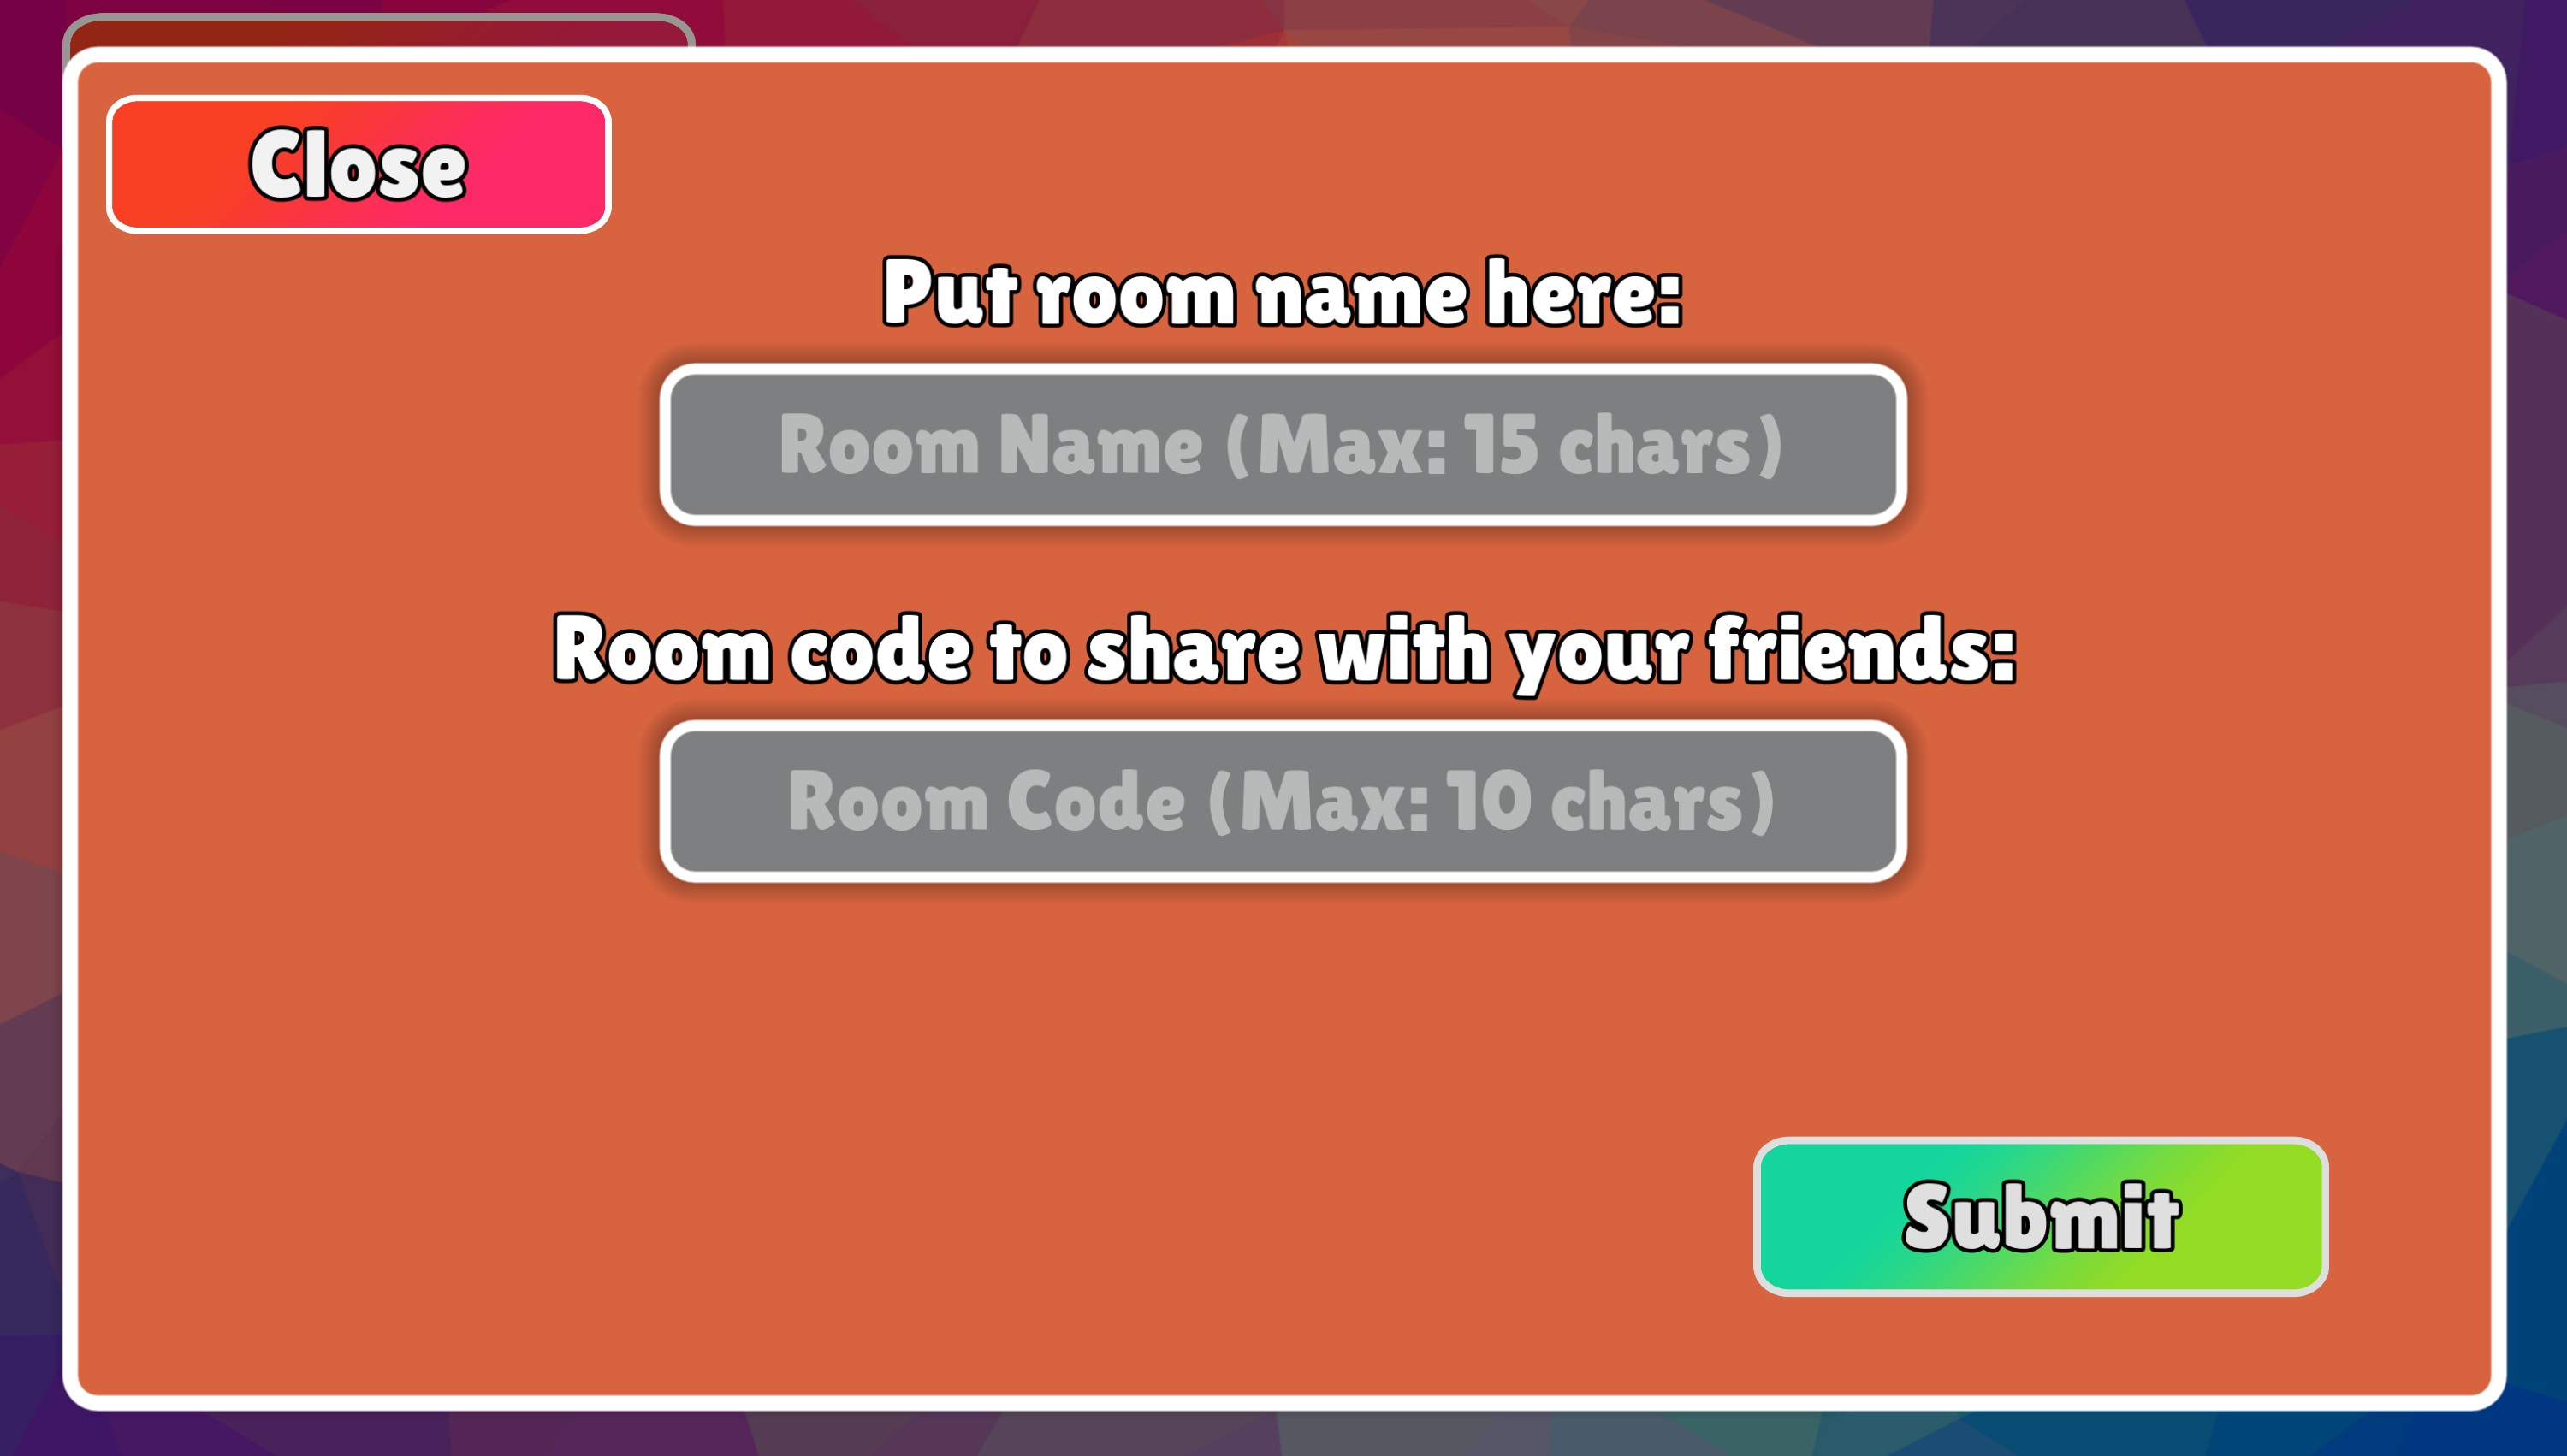 Close
Put room name here:
Room Name (Max: 15 chars)
Room code to share with your friends:
Room Code (Max: 10 chars)
Submit